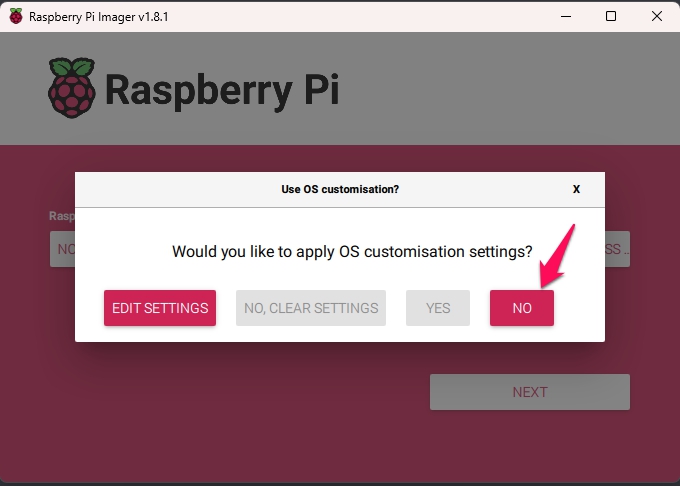 Raspberry Pi Imager v1.8.1
Raspberry Pi
Use OS customisation? X
Rasp
Would you like to apply OS customisation settings?
NO
SS ..
EDIT SETTINGS NO, CLEAR SETTINGS YES NO
NEXT